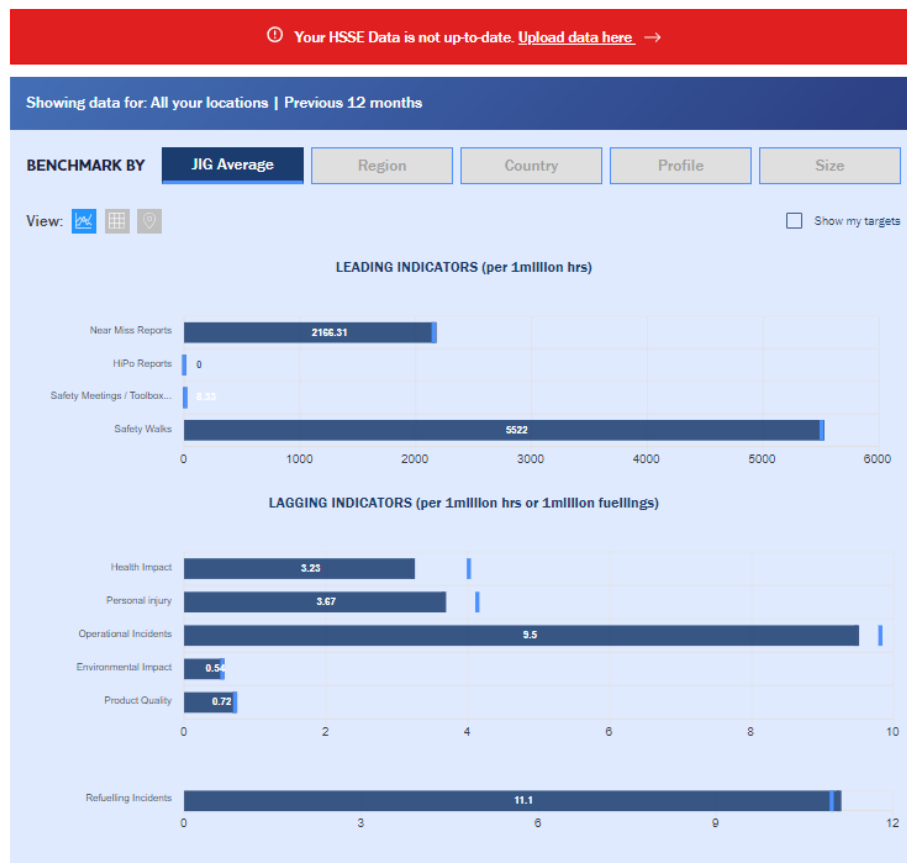 Your HSSE Data is not up-to-date. Upload data here →
Showing data for: All your locations | Previous 12 months
BENCHMARK BY JIG Average Region Country Profile Size
View: Show my targets
LEADING INDICATORS (per 1million hrs)
Near Miss Reports 2166.31
HiPo Reports 0
Safety Meetings / Toolbox...
Safety Walks 5522
0 1000 2000 3000 4000 5000 6000
LAGGING INDICATORS (per 1million hrs or 1million fuellings)
Health Impact 3.23
Personal injury 3.67
Operational Incidents 9.5
Environmental Impact 0.54
Product Quality 0.72
0 2 4 6 8 10
Refuelling Incidents 11.1
0 3 6 9 12